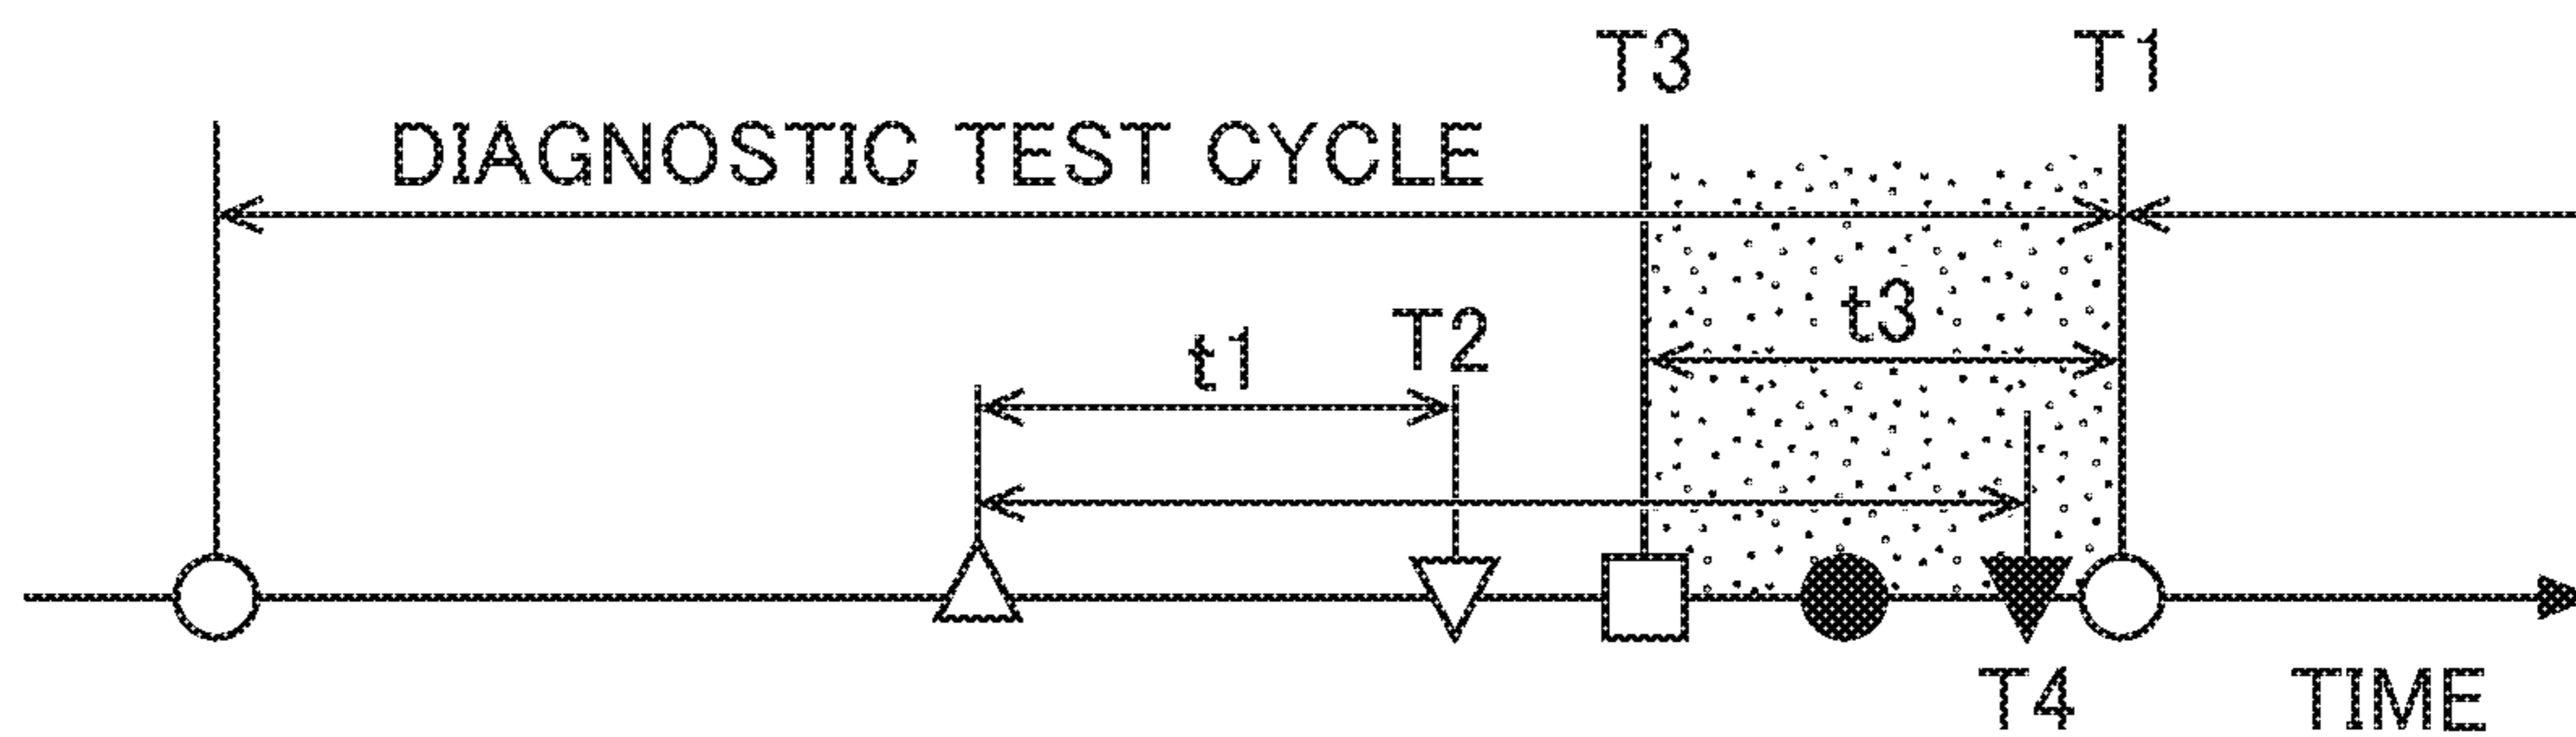 T3 T1
DIAGNOSTIC TEST CYCLE
t3
t1 T2
T4 TIME